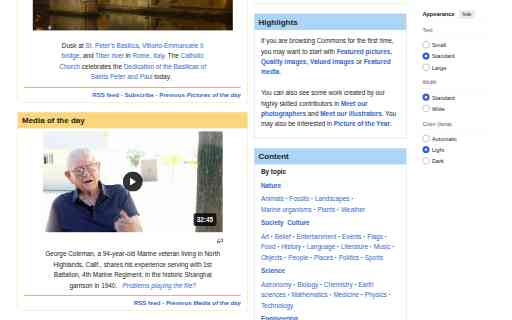 Dusk at St. Peter's Basilica, Vittorio-Emmanuele II
bridge, and Tiber river in Rome, Italy. The Catholic
Church celebrates the Dedication of the Basilicas of
Saints Peter and Paul today.
RSS feed · Subscribe · Previous Pictures of the day
Media of the day
32:45
George Coleman, a 94-year-old Marine veteran living in North
Highlands, Calif., shares his experience serving with 1st
Battalion, 4th Marine Regiment, in the historic Shanghai
garrison in 1940. Problems playing the file?
RSS feed · Previous Media of the day
Highlights
If you are browsing Commons for the first time,
you may want to start with Featured pictures,
Quality images, Valued images or Featured
media.
You can also see some work created by our
highly skilled contributors in Meet our
photographers and Meet our illustrators. You
may also be interested in Picture of the Year.
Content
By topic
Nature
Animals · Fossils · Landscapes ·
Marine organisms · Plants · Weather
Society Culture
Art · Belief · Entertainment · Events · Flags ·
Food · History · Language · Literature · Music ·
Objects · People · Places · Politics · Sports
Science
Astronomy · Biology · Chemistry · Earth
sciences · Mathematics · Medicine · Physics ·
Technology
Engineering
Appearance hide
Text
Small
Standard
Large
Width
Standard
Wide
Color (beta)
Automatic
Light
Dark